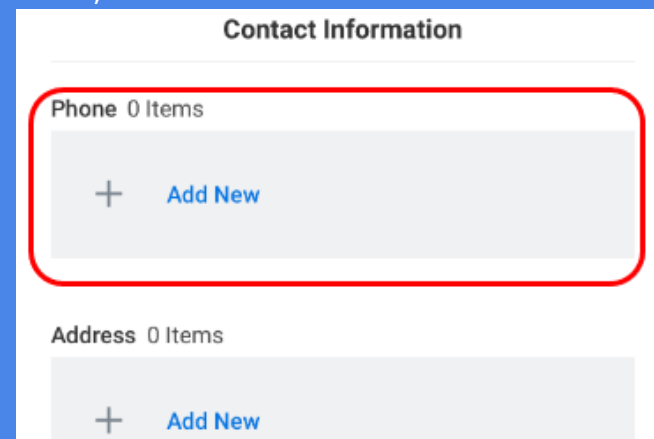 Contact Information
Phone 0 Items
+ Add New
Address 0 Items
+ Add New